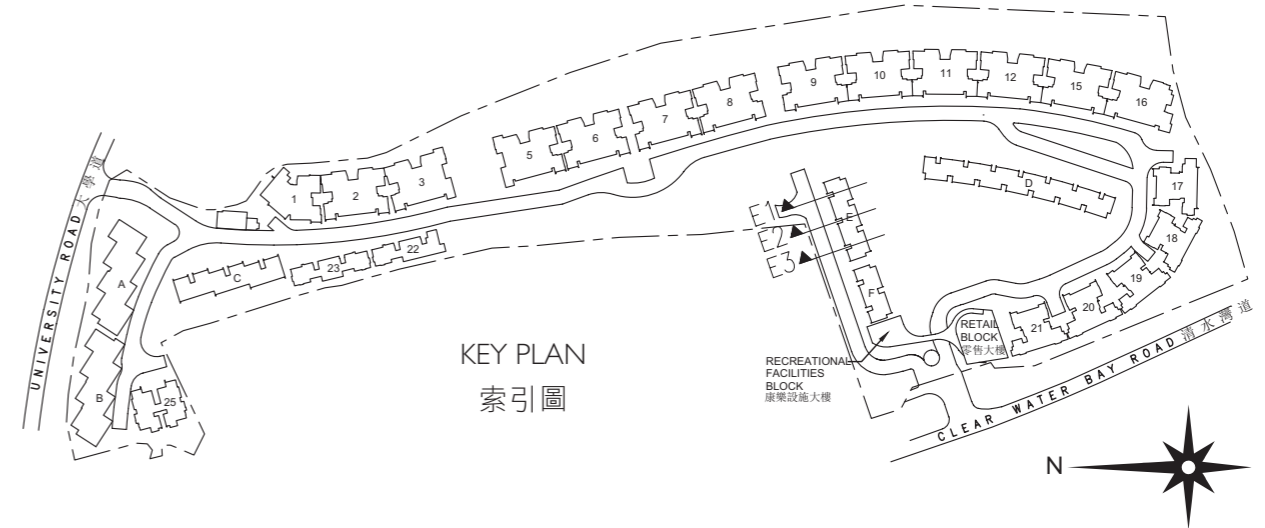 9
10
11
12
15
16
8
7
6
5
3
2
1
17
18
19
20
21
D
E1
E2
E3
E
F
22
23
C
A
B
25
UNIVERSITY ROAD 大學道
KEY PLAN
索引圖
RETAIL
BLOCK
零售大樓
RECREATIONAL
FACILITIES
BLOCK
康樂設施大樓
CLEAR WATER BAY ROAD 清水灣道
N